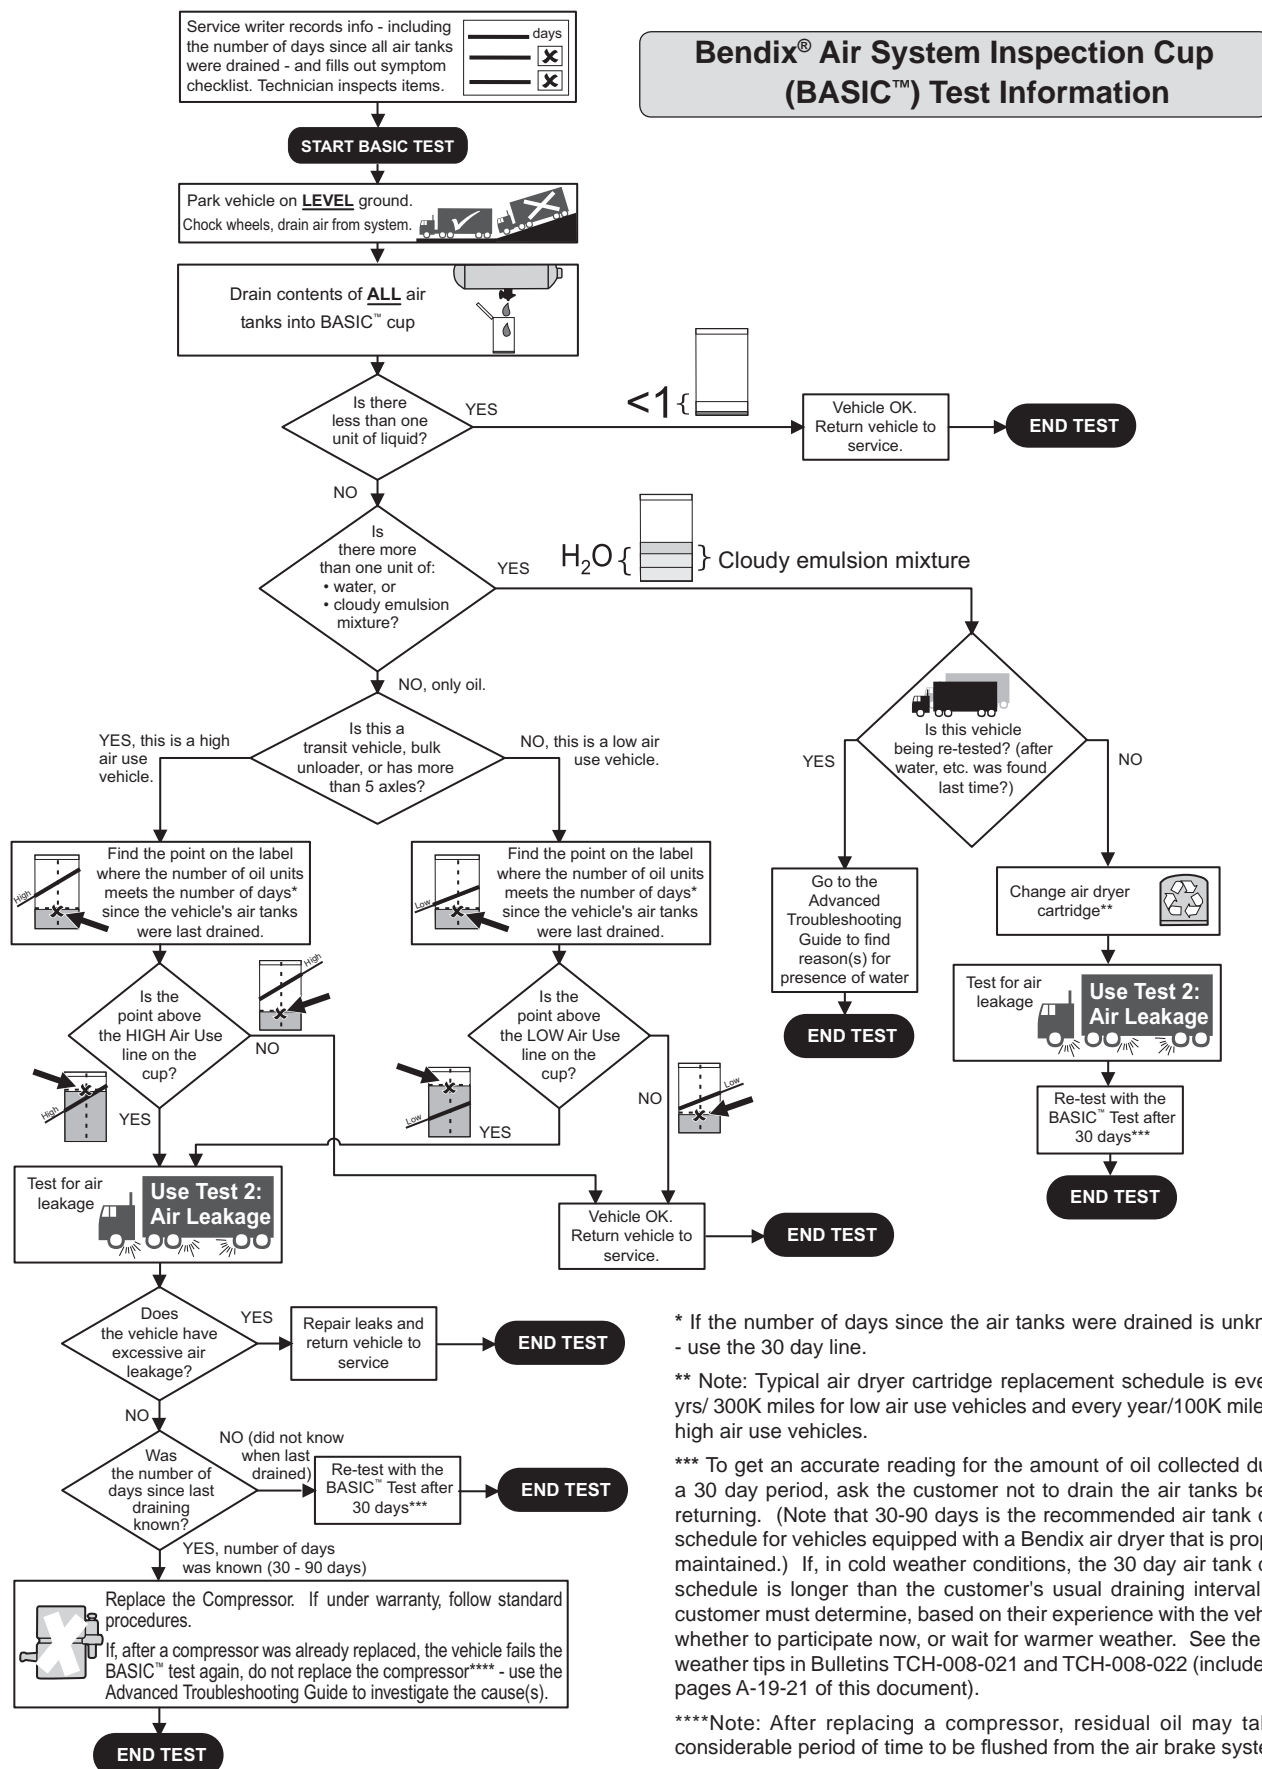 Service writer records info - including
the number of days since all air tanks
were drained - and fills out symptom
checklist. Technician inspects items.
days
Bendix® Air System Inspection Cup
(BASIC™) Test Information
START BASIC TEST
Park vehicle on LEVEL ground.
Chock wheels, drain air from system.
Drain contents of ALL air
tanks into BASIC™ cup
Is there
less than one
unit of liquid?
YES
<1{
Vehicle OK.
Return vehicle to
service.
END TEST
NO
Is
there more
than one unit of:
• water, or
• cloudy emulsion
mixture?
YES
H₂O { } Cloudy emulsion mixture
NO, only oil.
Is this a
transit vehicle, bulk
unloader, or has more
than 5 axles?
YES, this is a high
air use
vehicle.
NO, this is a low air
use vehicle.
Is this vehicle
being re-tested? (after
water, etc. was found
last time?)
YES
NO
High
Find the point on the label
where the number of oil units
meets the number of days*
since the vehicle's air tanks
were last drained.
Low
Find the point on the label
where the number of oil units
meets the number of days*
since the vehicle's air tanks
were last drained.
Go to the
Advanced
Troubleshooting
Guide to find
reason(s) for
presence of water
END TEST
Change air dryer
cartridge**
Test for air
leakage
Use Test 2:
Air Leakage
Re-test with the
BASIC™ Test after
30 days***
END TEST
Is the
point above
the HIGH Air Use
line on the
cup?
High
NO
High
YES
Is the
point above
the LOW Air Use
line on the
cup?
Low
YES
NO
Low
Test for air
leakage
Use Test 2:
Air Leakage
Vehicle OK.
Return vehicle to
service.
END TEST
Does
the vehicle have
excessive air
leakage?
YES
Repair leaks and
return vehicle to
service
END TEST
NO
Was
the number of
days since last
draining
known?
NO (did not know
when last
drained)
Re-test with the
BASIC™ Test after
30 days***
END TEST
YES, number of days
was known (30 - 90 days)
Replace the Compressor. If under warranty, follow standard
procedures.
If, after a compressor was already replaced, the vehicle fails the
BASIC™ test again, do not replace the compressor**** - use the
Advanced Troubleshooting Guide to investigate the cause(s).
END TEST
* If the number of days since the air tanks were drained is
- use the 30 day line.
** Note: Typical air dryer cartridge replacement schedule is
yrs/ 300K miles for low air use vehicles and every year/100K
high air use vehicles.
*** To get an accurate reading for the amount of oil collected
a 30 day period, ask the customer not to drain the air tanks
returning. (Note that 30-90 days is the recommended air tank
schedule for vehicles equipped with a Bendix air dryer that is
maintained.) If, in cold weather conditions, the 30 day air tank
schedule is longer than the customer's usual draining interval
customer must determine, based on their experience with the
whether to participate now, or wait for warmer weather. See the
weather tips in Bulletins TCH-008-021 and TCH-008-022
pages A-19-21 of this document).
****Note: After replacing a compressor, residual oil may
considerable period of time to be flushed from the air brake